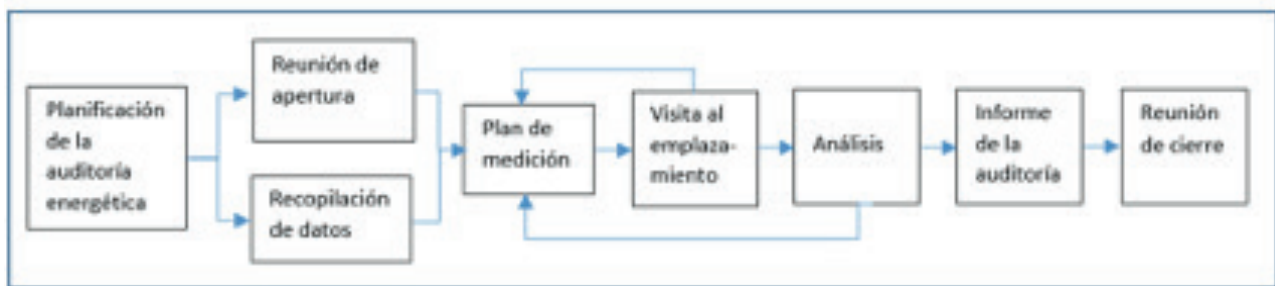 Planificación
de la
auditoría
energética
Reunión de
apertura
Recopilación
de datos
Plan de
medición
Visita al
emplaza-
miento
Análisis
Informe
de la
auditoría
Reunión
de cierre